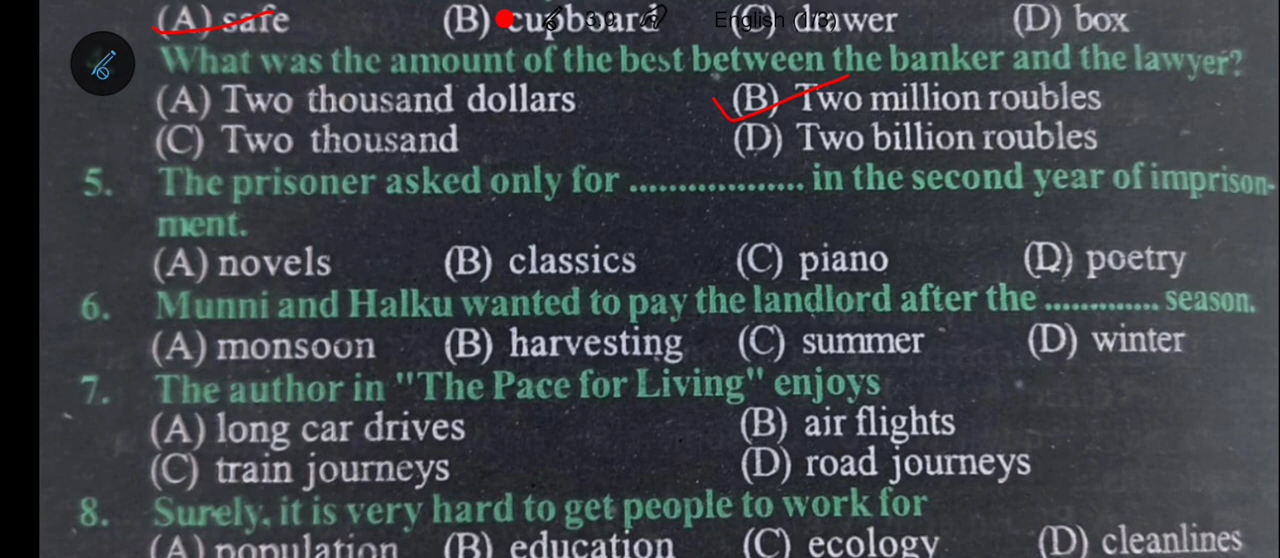 (A) safe (B) cupboard (C) drawer (D) box
3.9 English (1/3)
What was the amount of the best between the banker and the lawyer?
(A) Two thousand dollars (B) Two million roubles
(C) Two thousand (D) Two billion roubles
5. The prisoner asked only for .................. in the second year of imprison-
ment.
(A) novels (B) classics (C) piano (D) poetry
6. Munni and Halku wanted to pay the landlord after the ............. season.
(A) monsoon (B) harvesting (C) summer (D) winter
7. The author in "The Pace for Living" enjoys
(A) long car drives (B) air flights
(C) train journeys (D) road journeys
8. Surely, it is very hard to get people to work for
(A) population (B) education (C) ecology (D) cleanlines